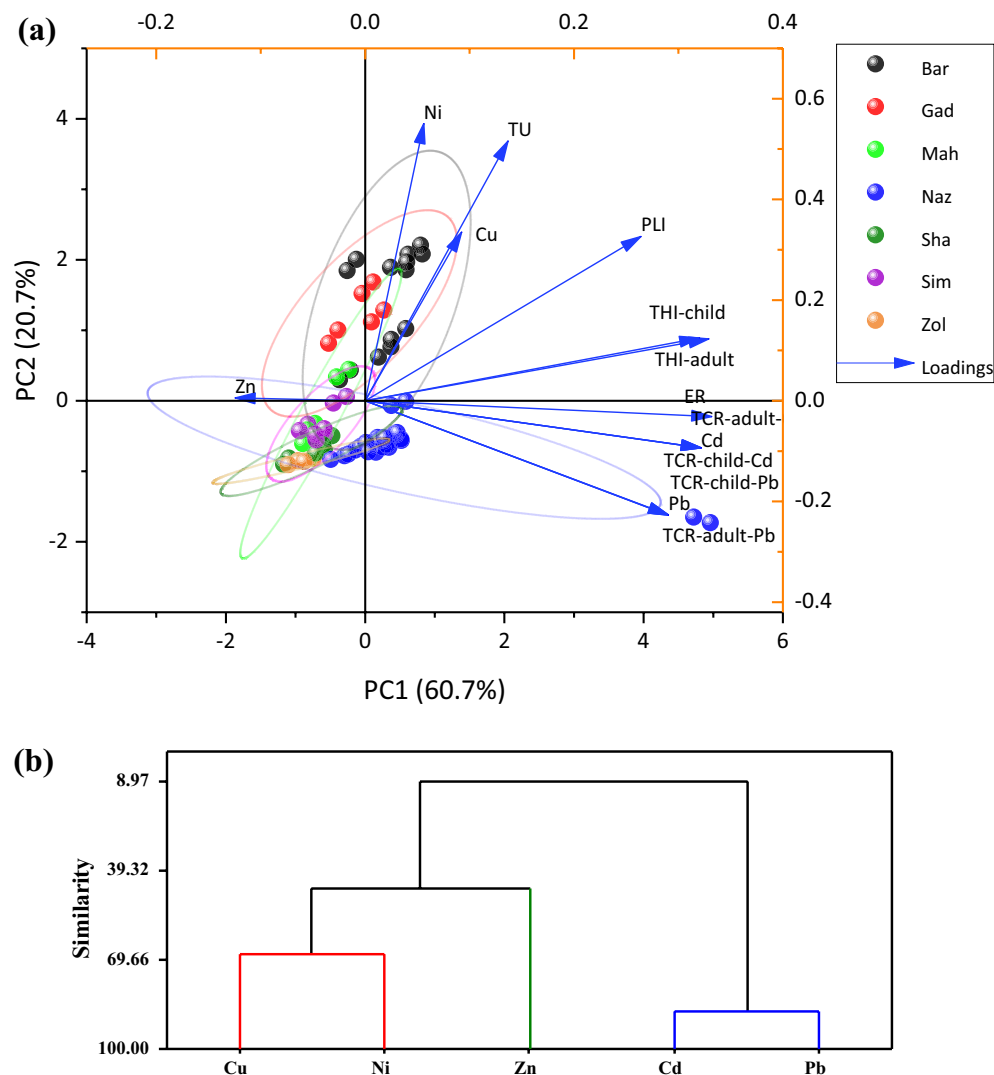 (a)
-0.2 0.0 0.2 0.4
Bar
Gad
Mah
Naz
Sha
Sim
Zol
Loadings
4
2
0
-2
PC2 (20.7%)
0.6
0.4
0.2
0.0
-0.2
-0.4
Ni
TU
Cu
PLI
THI-child
THI-adult
Zn
ER
TCR-adult-
Cd
TCR-child-Cd
TCR-child-Pb
Pb
TCR-adult-Pb
-4 -2 0 2 4 6
PC1 (60.7%)
(b)
8.97
39.32
69.66
100.00
Similarity
Cu Ni Zn Cd Pb